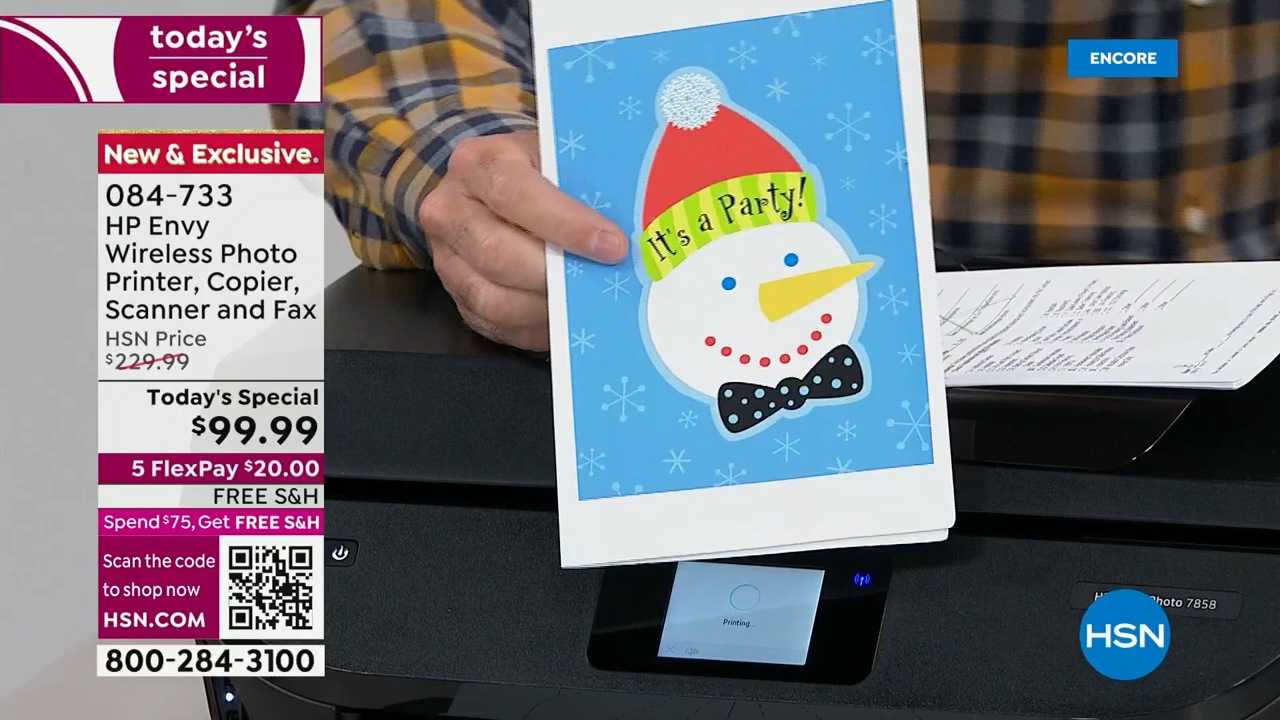 today's
special
New & Exclusive.
084-733
HP Envy
Wireless Photo
Printer, Copier,
Scanner and Fax
HSN Price
$229.99
Today's Special
$99.99
5 FlexPay $20.00
FREE S&H
Spend $75, Get FREE S&H
Scan the code
to shop now
HSN.COM
800-284-3100
ENCORE
It's a Party!
Printing...
Photo 7858
HSN